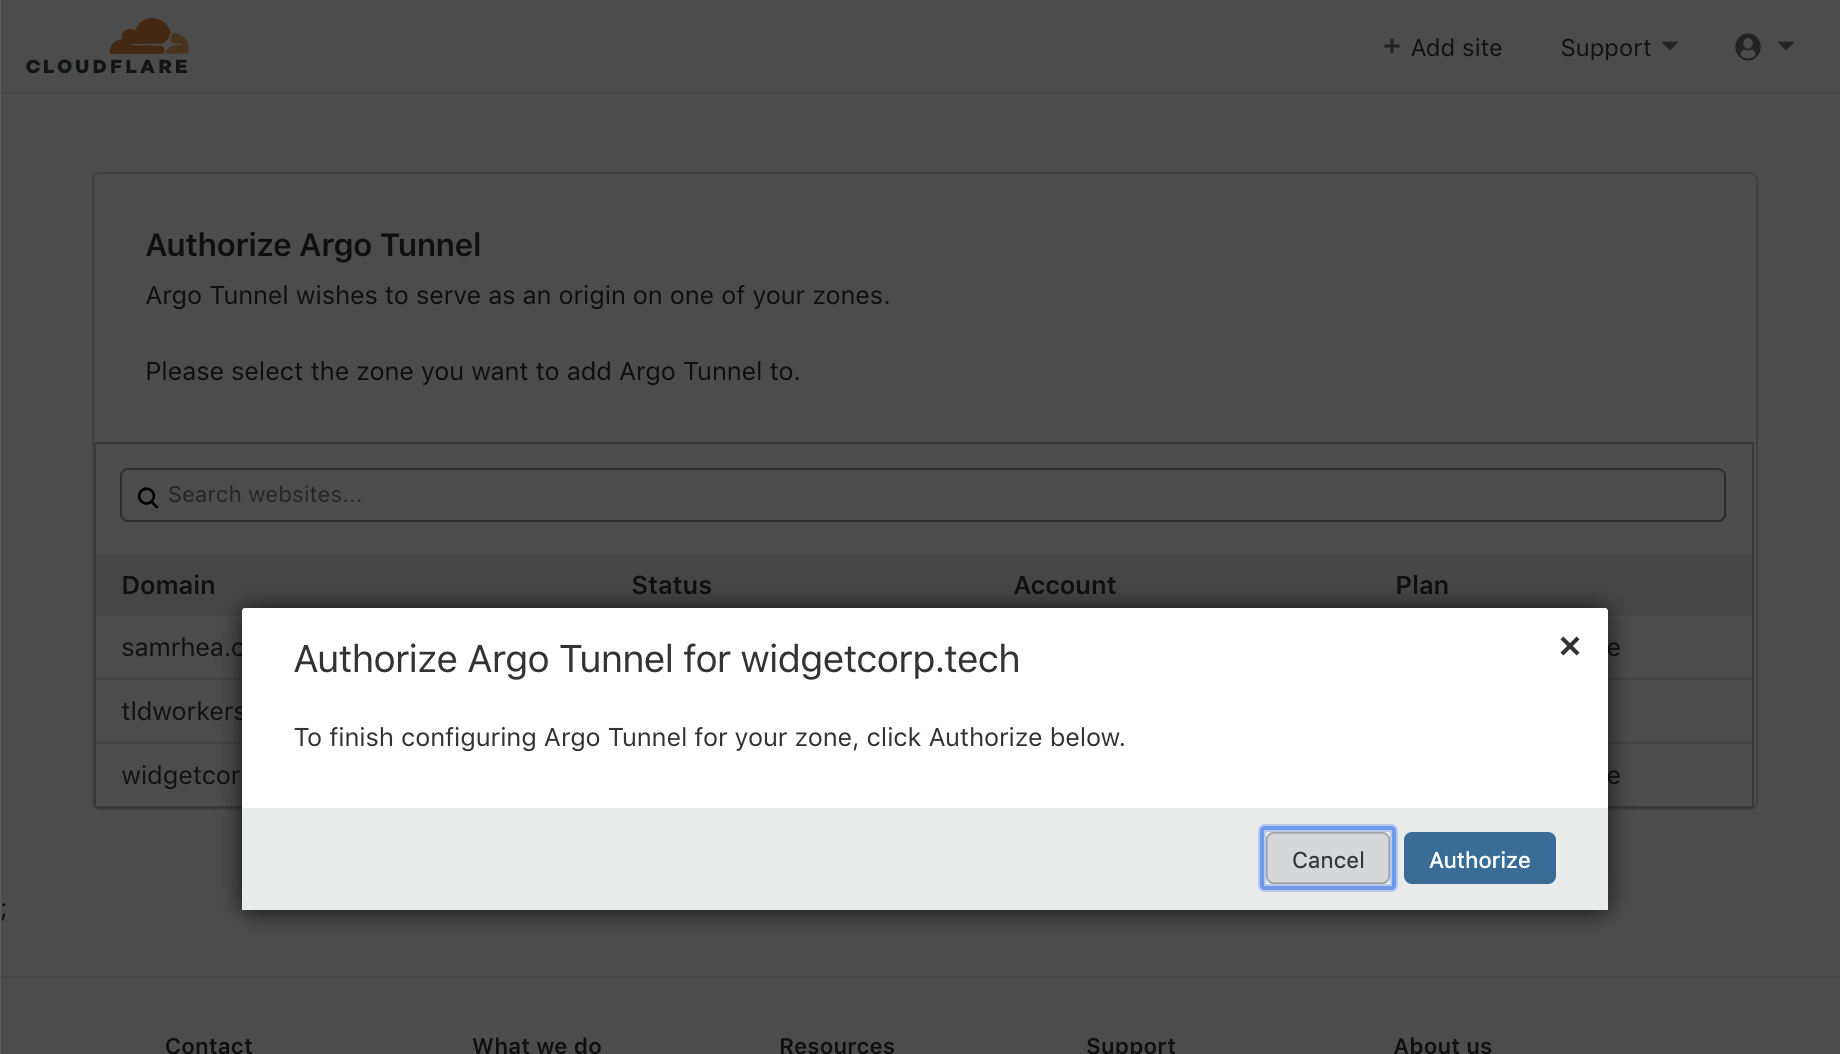 CLOUDFLARE
+ Add site Support
Authorize Argo Tunnel
Argo Tunnel wishes to serve as an origin on one of your zones.
Please select the zone you want to add Argo Tunnel to.
Search websites...
Domain Status Account Plan
samrhea.c e
Authorize Argo Tunnel for widgetcorp.tech
tldworkers
To finish configuring Argo Tunnel for your zone, click Authorize below.
widgetcor e
Cancel Authorize
;
Contact What we do Resources Support About us